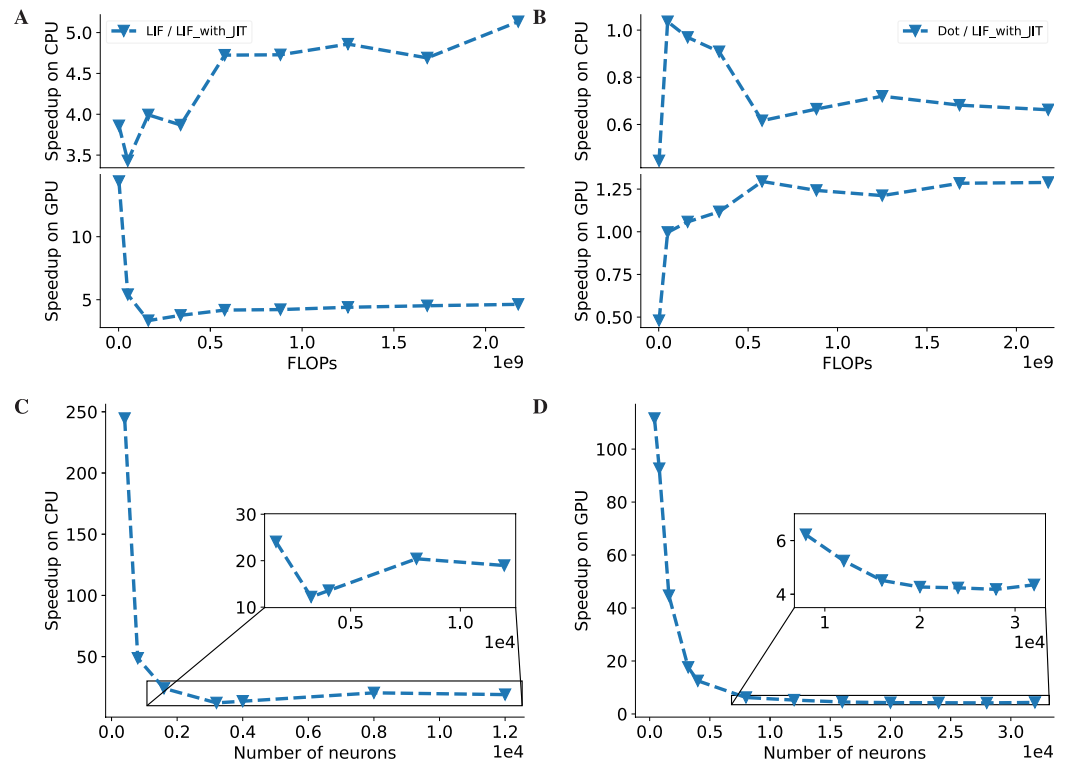 A
LIF / LIF_with_JIT
Speedup on CPU
5.0
4.5
4.0
3.5
Speedup on GPU
10
5
0.0 0.5 1.0 1.5 2.0
1e9
FLOPs
B
Dot / LIF_with_JIT
Speedup on CPU
1.0
0.8
0.6
Speedup on GPU
1.25
1.00
0.75
0.50
0.0 0.5 1.0 1.5 2.0
1e9
FLOPs
C
Speedup on CPU
250
200
150
100
50
30
20
10
0.5 1.0
1e4
0.0 0.2 0.4 0.6 0.8 1.0 1.2
1e4
Number of neurons
D
Speedup on GPU
100
80
60
40
20
0
6
4
1 2 3
1e4
0.0 0.5 1.0 1.5 2.0 2.5 3.0
1e4
Number of neurons